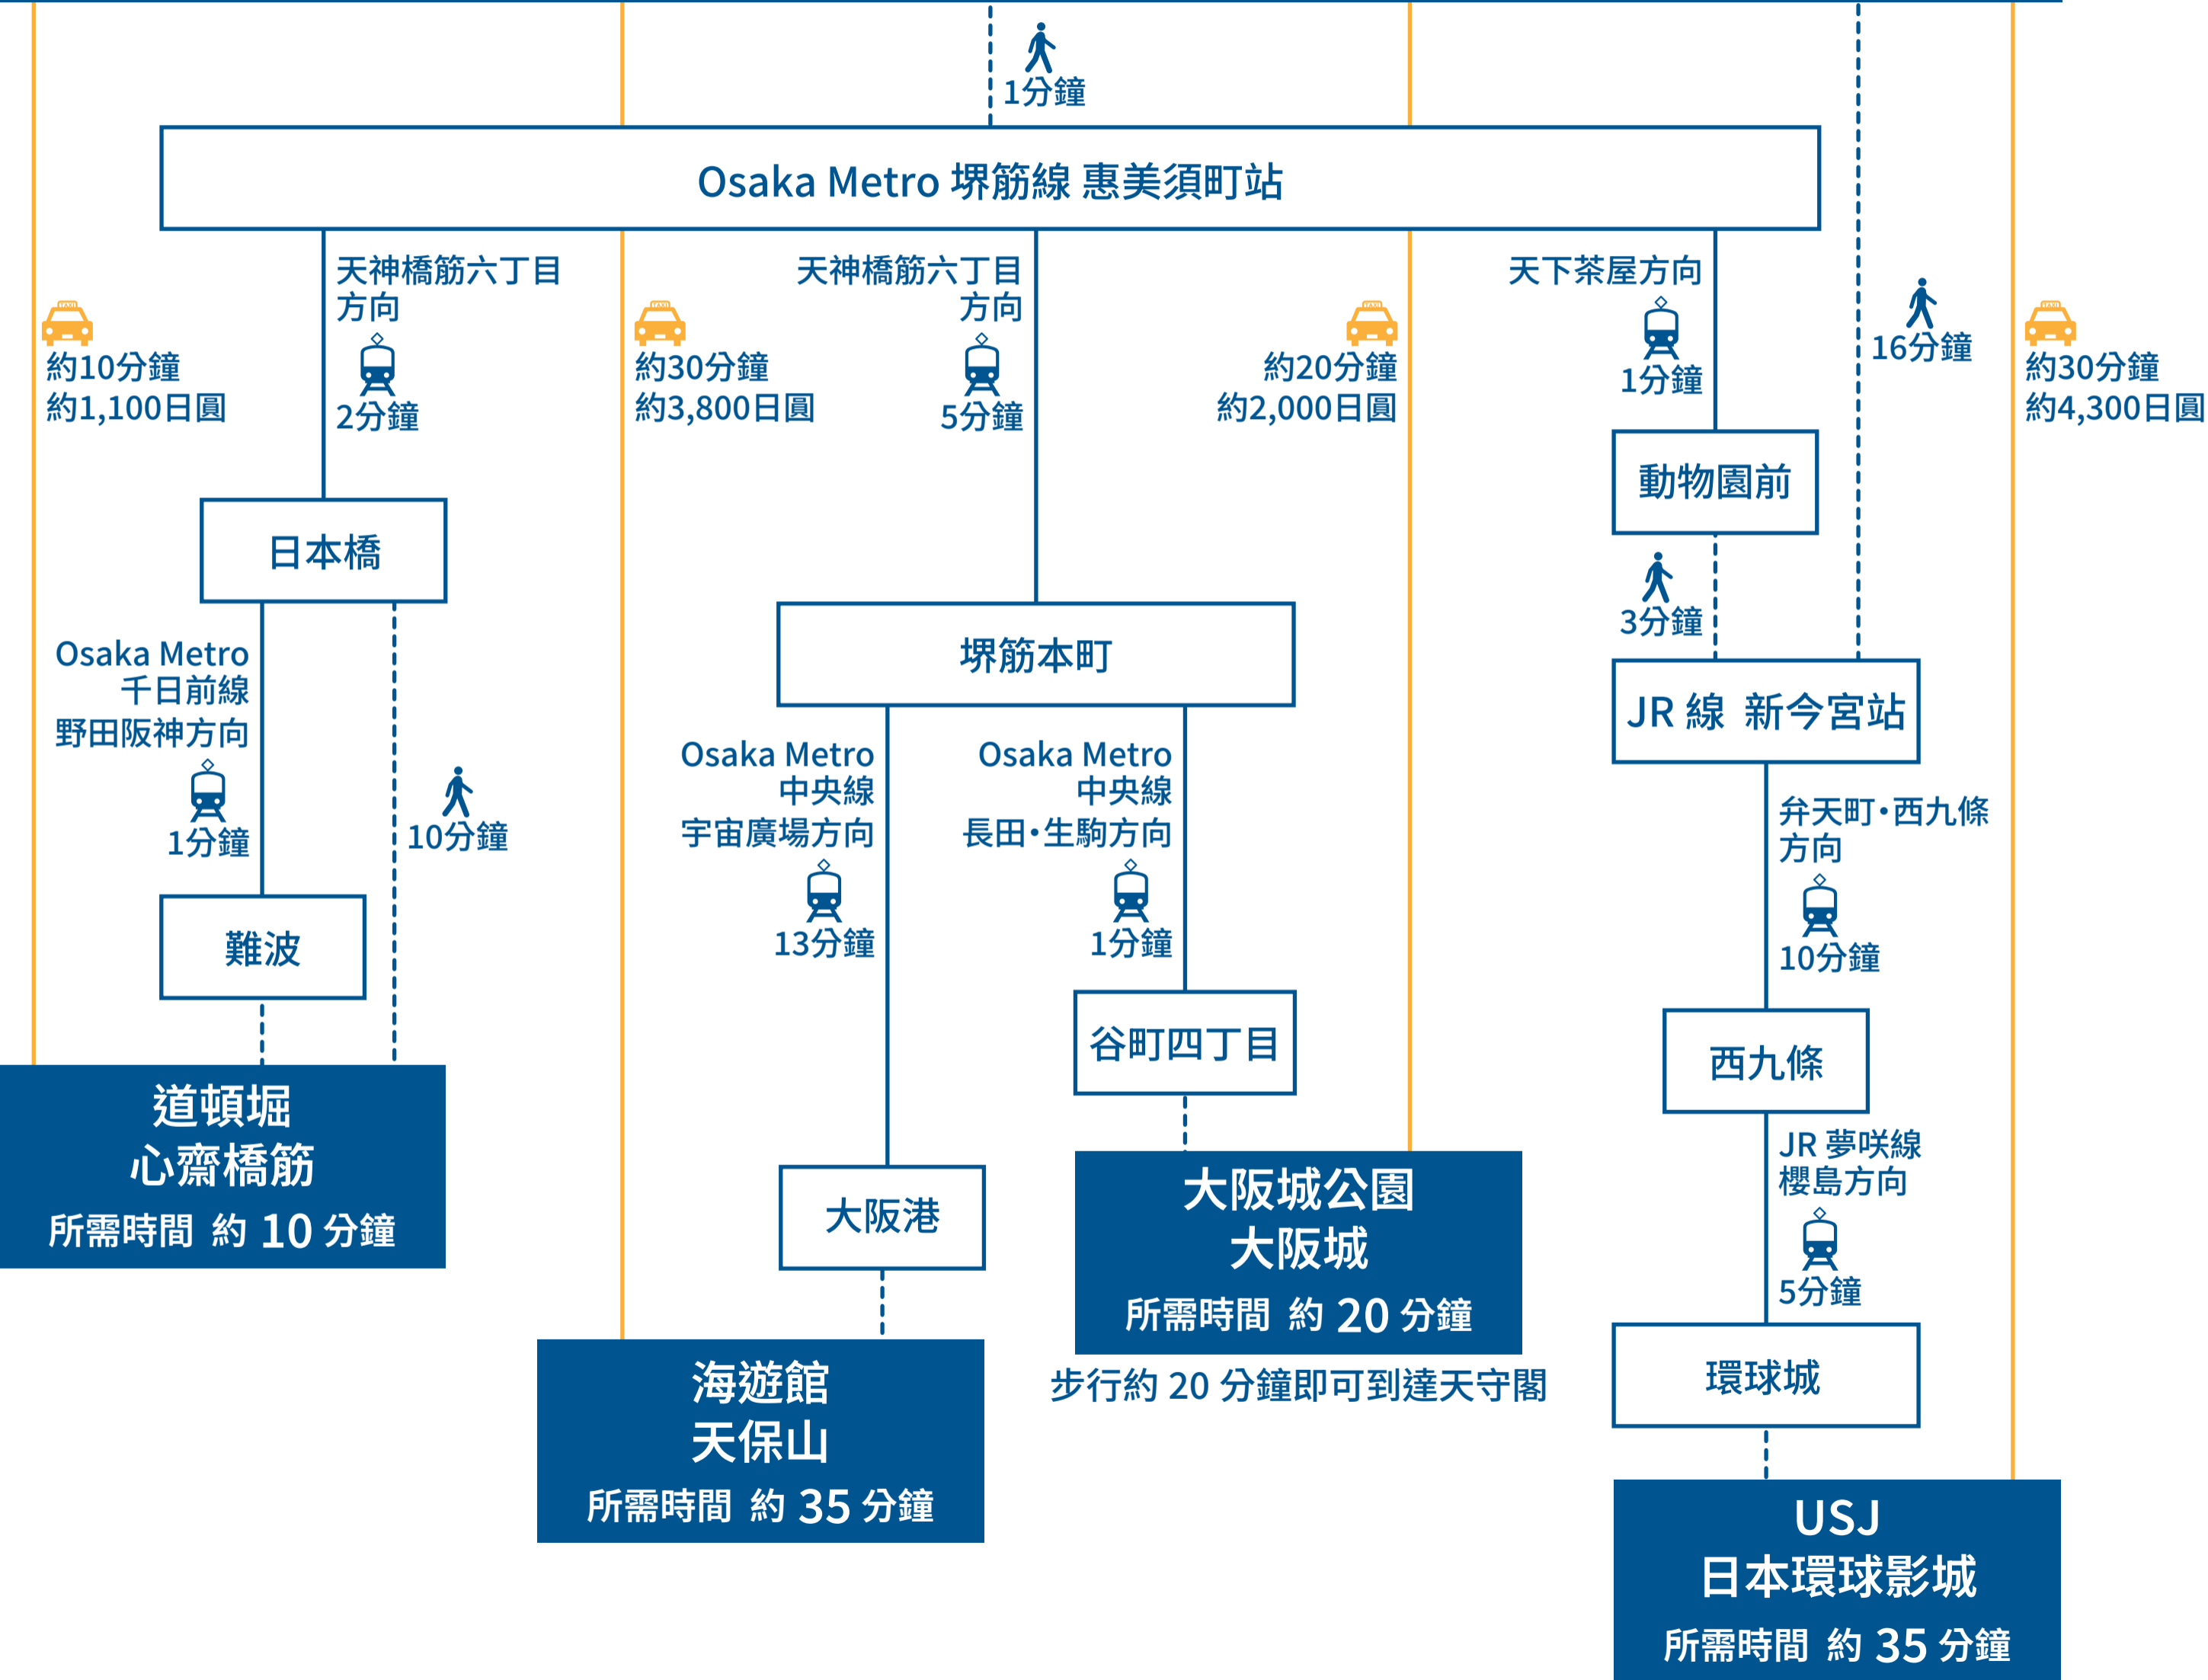 1分鐘
Osaka Metro 堺筋線 惠美須町站
天神橋筋六丁目
方向
2分鐘
天神橋筋六丁目
方向
5分鐘
天下茶屋方向
1分鐘
16分鐘
TAXI
約10分鐘
約1,100日圓
TAXI
約30分鐘
約3,800日圓
TAXI
約20分鐘
約2,000日圓
TAXI
約30分鐘
約4,300日圓
動物園前
日本橋
3分鐘
堺筋本町
JR 線 新今宮站
Osaka Metro
千日前線
野田阪神方向
1分鐘
10分鐘
Osaka Metro
中央線
宇宙廣場方向
13分鐘
Osaka Metro
中央線
長田・生駒方向
1分鐘
弁天町・西九條
方向
10分鐘
難波
谷町四丁目
西九條
道頓堀
心齋橋筋
所需時間 約 10 分鐘
JR 夢咲線
櫻島方向
5分鐘
大阪港
大阪城公園
大阪城
所需時間 約 20 分鐘
步行約 20 分鐘即可到達天守閣
環球城
海遊館
天保山
所需時間 約 35 分鐘
USJ
日本環球影城
所需時間 約 35 分鐘